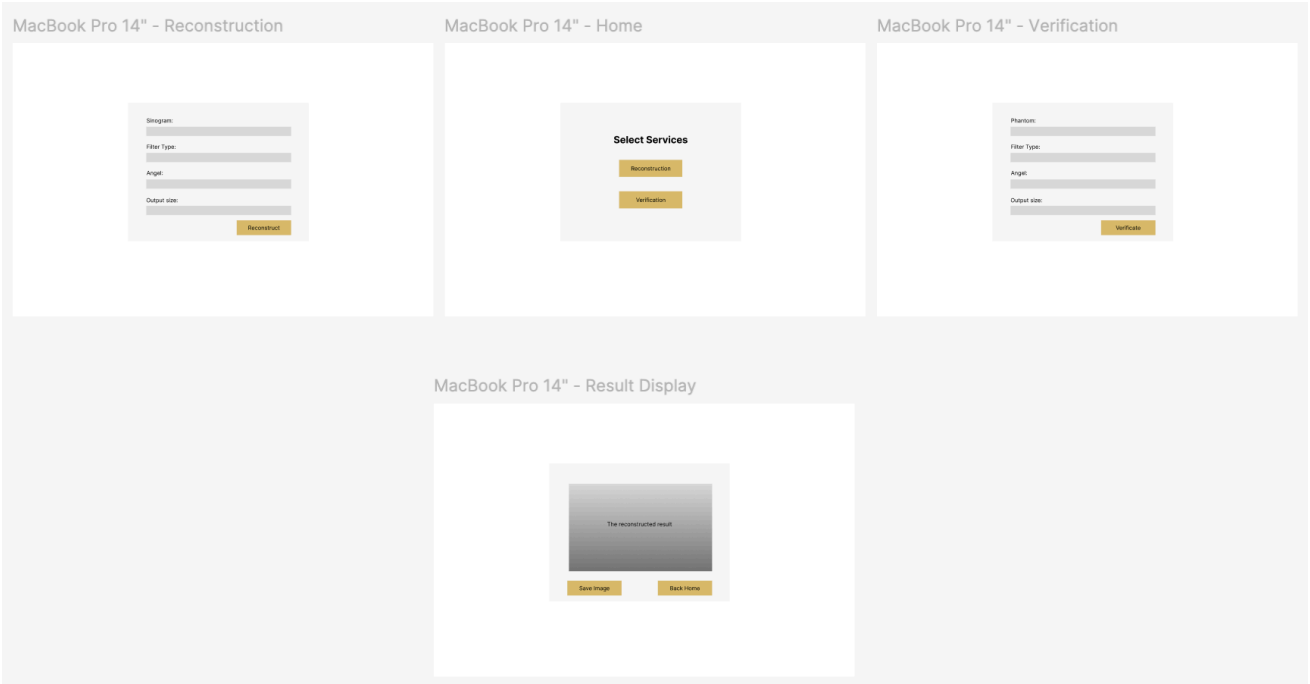 MacBook Pro 14" - Reconstruction
Sinogram:
Filter Type:
Angel:
Output size:
Reconstruct
MacBook Pro 14" - Home
Select Services
Reconstruction
Verification
MacBook Pro 14" - Verification
Phantom:
Filter Type:
Angel:
Output size:
Verificate
MacBook Pro 14" - Result Display
The reconstructed result
Save Image
Back Home